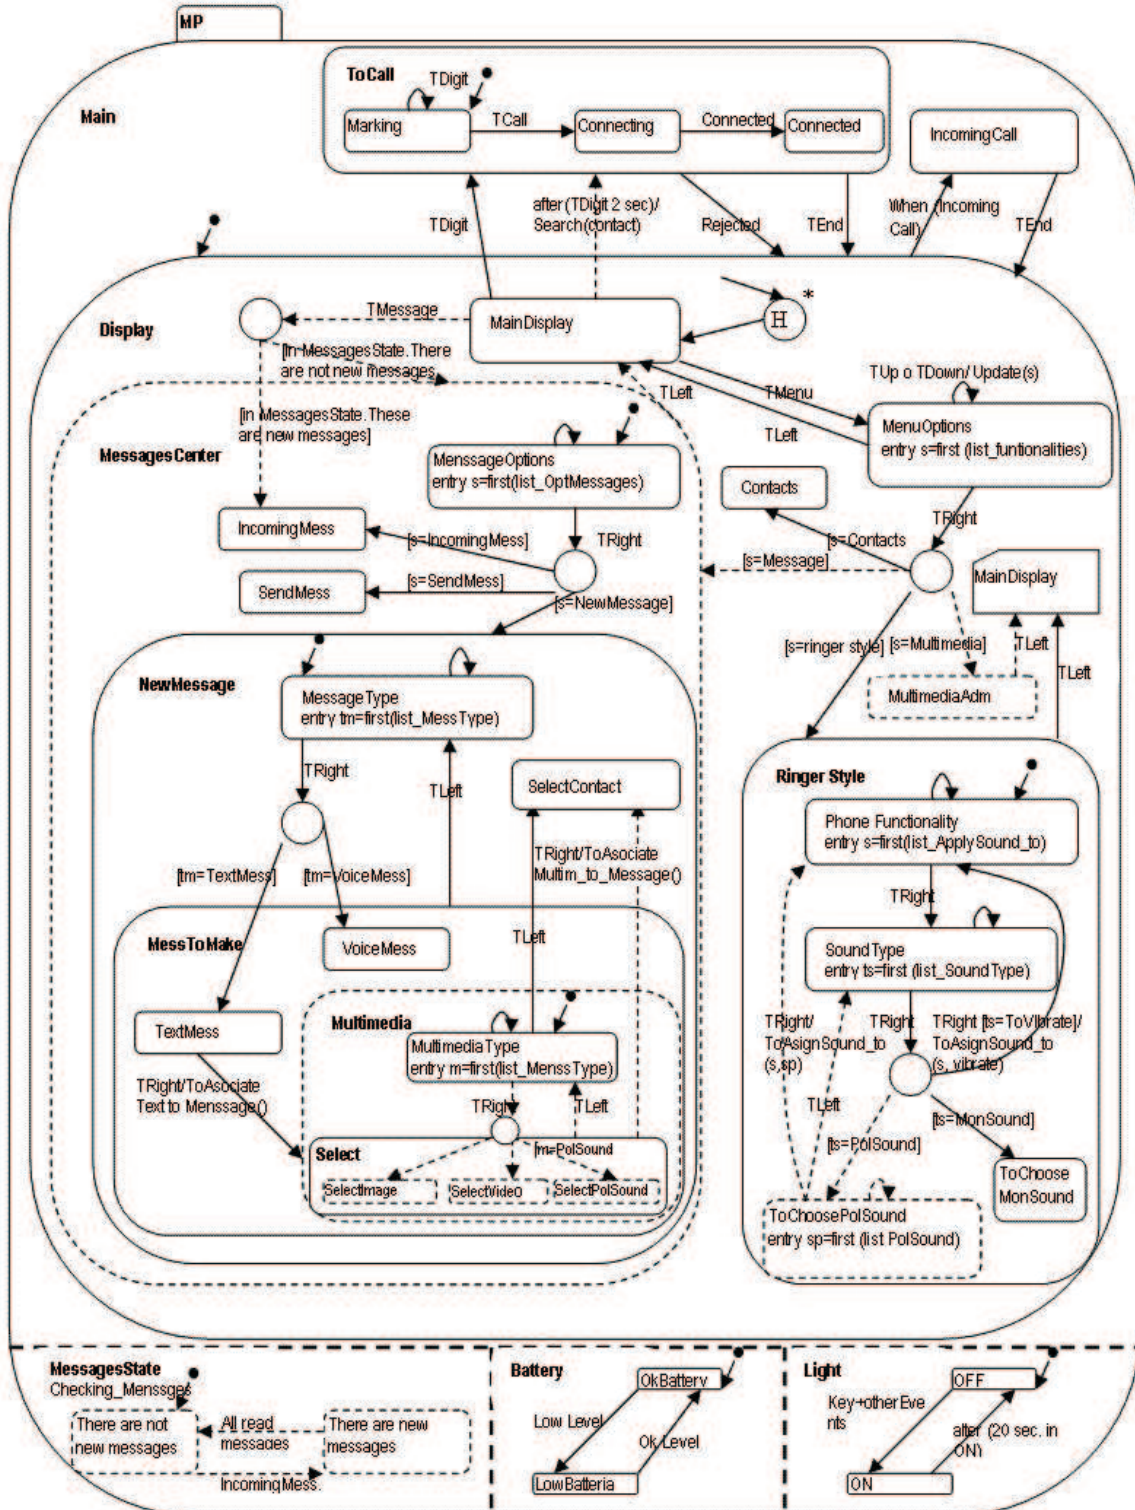 MP
Main
ToCall
TDigit
Marking
TCall
Connecting
Connected
Connected
IncomingCall
TDigit
after (TDigit 2 sec)/
Search(contact)
Rejected
TEnd
When (Incoming
Call)
TEnd
Display
TMessage
MainDisplay
H
*
[in MessagesState.There
are not new messages
TLeft
TMenu
TUp o TDown/ Update(s)
[in MessagesState.These
are new messages]
TLeft
MenuOptions
entry s=first (list_funtionalities)
MessagesCenter
MenssageOptions
entry s=first(list_OptMessages)
Contacts
IncomingMess
[s=IncomingMess]
TRight
TRight
[s=Contacts
[s=Message]
MainDisplay
SendMess
[s=SendMess]
[s=NewMessage]
[s=ringer style]
[s=Multimedia]
TLeft
TLeft
MultimediaAdm
NewMessage
MessageType
entry tm=first(list_MessType)
TRight
TLeft
SelectContact
[tm=TextMess]
[tm=VoiceMess]
TRight/ToAsociate
Multim_to_Message()
Ringer Style
Phone Functionality
entry s=first(list_ApplySound_to)
TRight
MessToMake
VoiceMess
TLeft
SoundType
entry ts=first (list_SoundType)
TextMess
Multimedia
MultimediaType
entry m=first(list_MenssType)
TRight/
ToAsignSound_to
(s,sp)
TRight
TRight [ts=ToVibrate]/
ToAsignSound_to
(s, vibrate)
TRight/ToAsociate
Text to Menssage()
TRight
TLeft
TLeft
[ts=MonSound]
[ts=PolSound]
Select
[m=PolSound
SelectImage
SelectVideo
SelectPolSound
ToChoose
MonSound
ToChoosePolSound
entry sp=first (list PolSound)
MessagesState
Checking_Menssges
There are not
new messages
All read
messages
There are new
messages
IncomingMess.
Battery
OkBattery
Low Level
Ok Level
LowBatteria
Light
OFF
Key+otherEve
nts
after (20 sec. in
ON)
ON